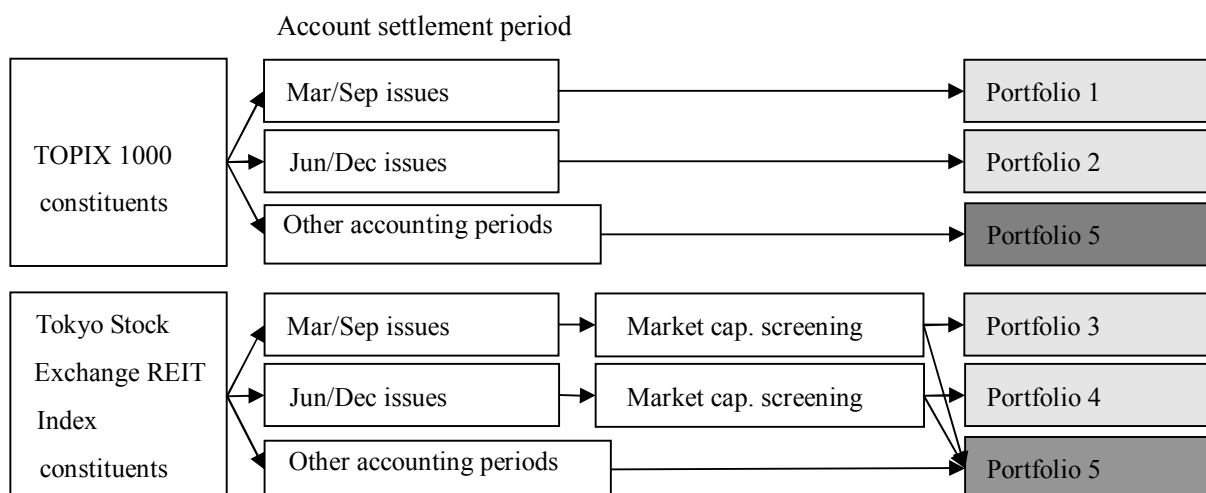 Account settlement period
TOPIX 1000
constituents
Mar/Sep issues
Portfolio 1
Jun/Dec issues
Portfolio 2
Other accounting periods
Portfolio 5
Tokyo Stock
Exchange REIT
Index
constituents
Mar/Sep issues
Market cap. screening
Portfolio 3
Jun/Dec issues
Market cap. screening
Portfolio 4
Other accounting periods
Portfolio 5